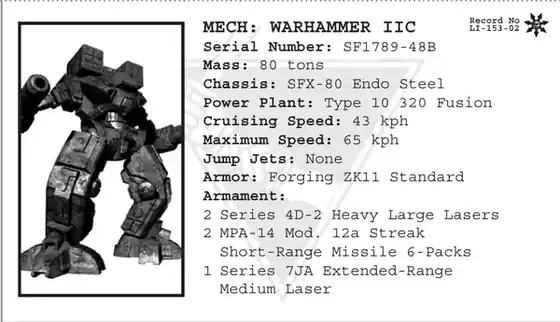 MECH: WARHAMMER IIC
Record No
LI-153-02
Serial Number: SF1789-48B
Mass: 80 tons
Chassis: SFX-80 Endo Steel
Power Plant: Type 10 320 Fusion
Cruising Speed: 43 kph
Maximum Speed: 65 kph
Jump Jets: None
Armor: Forging ZK11 Standard
Armament:
2 Series 4D-2 Heavy Large Lasers
2 MPA-14 Mod. 12a Streak
Short-Range Missile 6-Packs
1 Series 7JA Extended-Range
Medium Laser